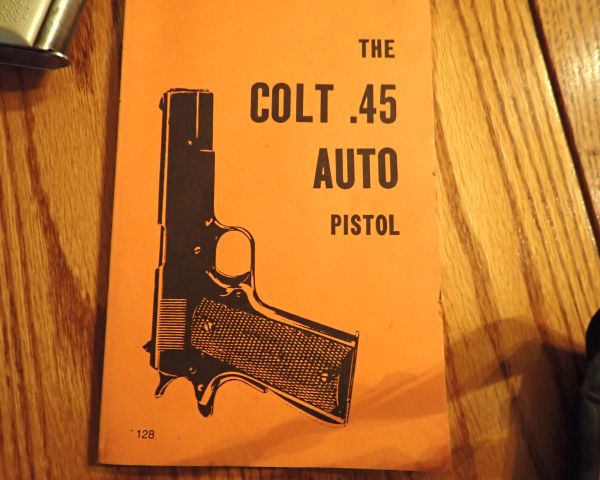 THE
COLT .45
AUTO
PISTOL
128